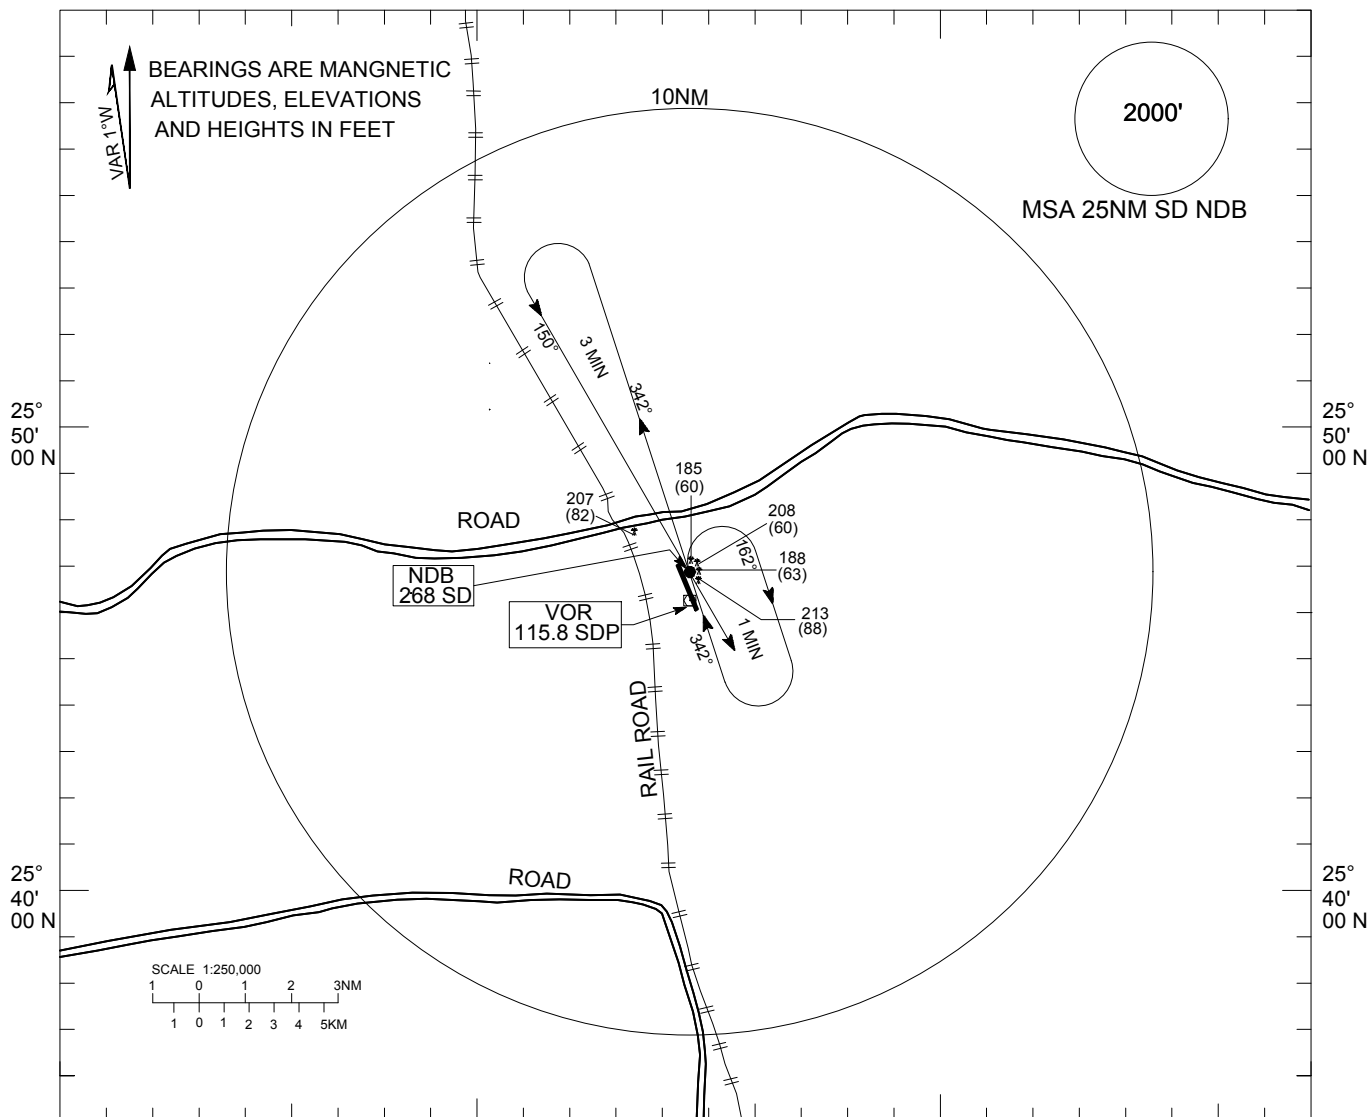 BEARINGS ARE MANGNETIC
ALTITUDES, ELEVATIONS
AND HEIGHTS IN FEET
VAR 1°W
10NM
2000'
MSA 25NM SD NDB
150°
3 MIN
342°
25°
50'
00 N
25°
50'
00 N
185
(60)
207
(82)
ROAD
208
(60)
162°
188
(63)
NDB
268 SD
VOR
115.8 SDP
213
(88)
1 MIN
342°
RAIL ROAD
25°
40'
00 N
ROAD
25°
40'
00 N
SCALE 1:250,000
1 0 1 2 3NM
1 0 1 2 3 4 5KM